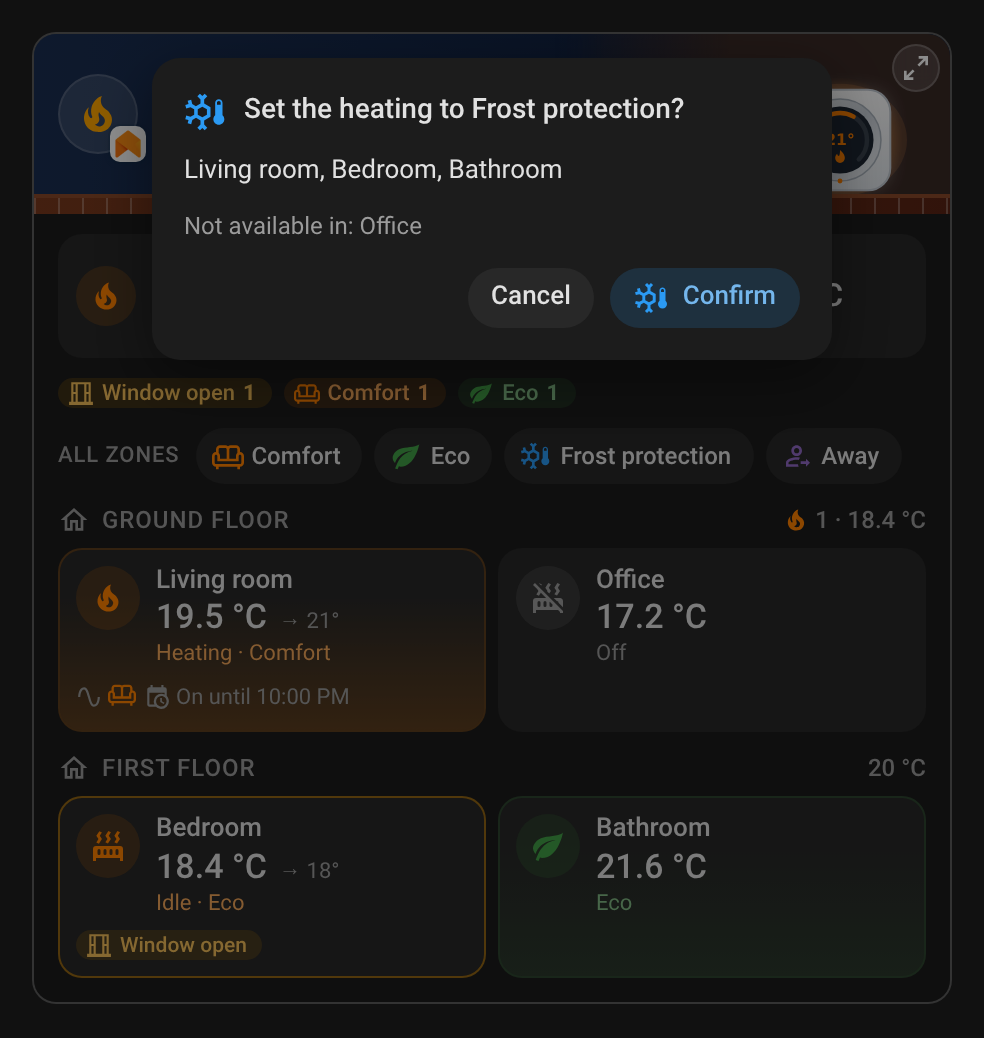 Set the heating to Frost protection?
21°
Living room, Bedroom, Bathroom
Not available in: Office
Cancel
Confirm
C
Window open 1
Comfort 1
Eco 1
ALL ZONES
Comfort
Eco
Frost protection
Away
GROUND FLOOR
1 · 18.4 °C
Living room
19.5 °C → 21°
Heating · Comfort
On until 10:00 PM
Office
17.2 °C
Off
FIRST FLOOR
20 °C
Bedroom
18.4 °C → 18°
Idle · Eco
Window open
Bathroom
21.6 °C
Eco